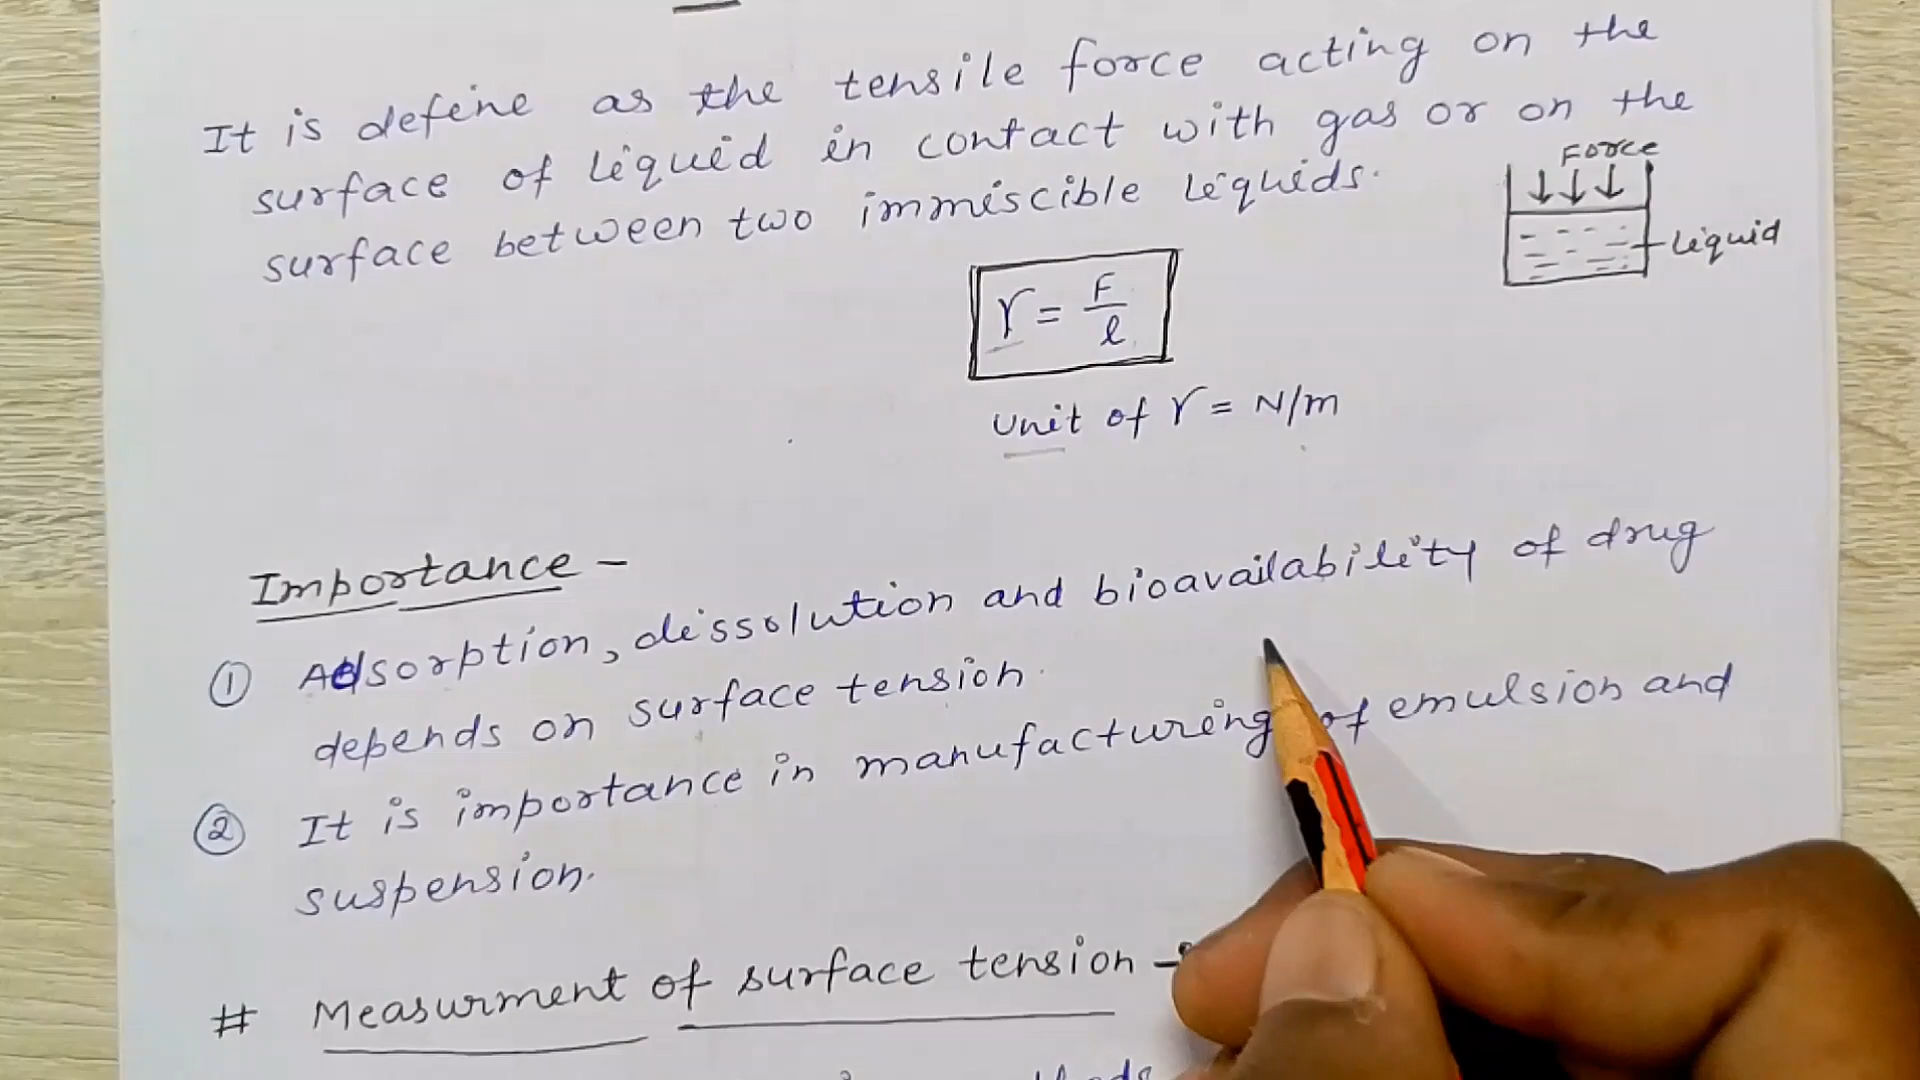 It is define as the tensile force acting on the
surface of liquid in contact with gas or on the
surface between two immiscible liquids.
Force
liquid
γ = F/l
unit of γ = N/m
Importance -
① Adsorption, dissolution and bioavailability of drug
depends on surface tension.
② It is importance in manufacturing of emulsion and
suspension.
# Measurment of surface tension -